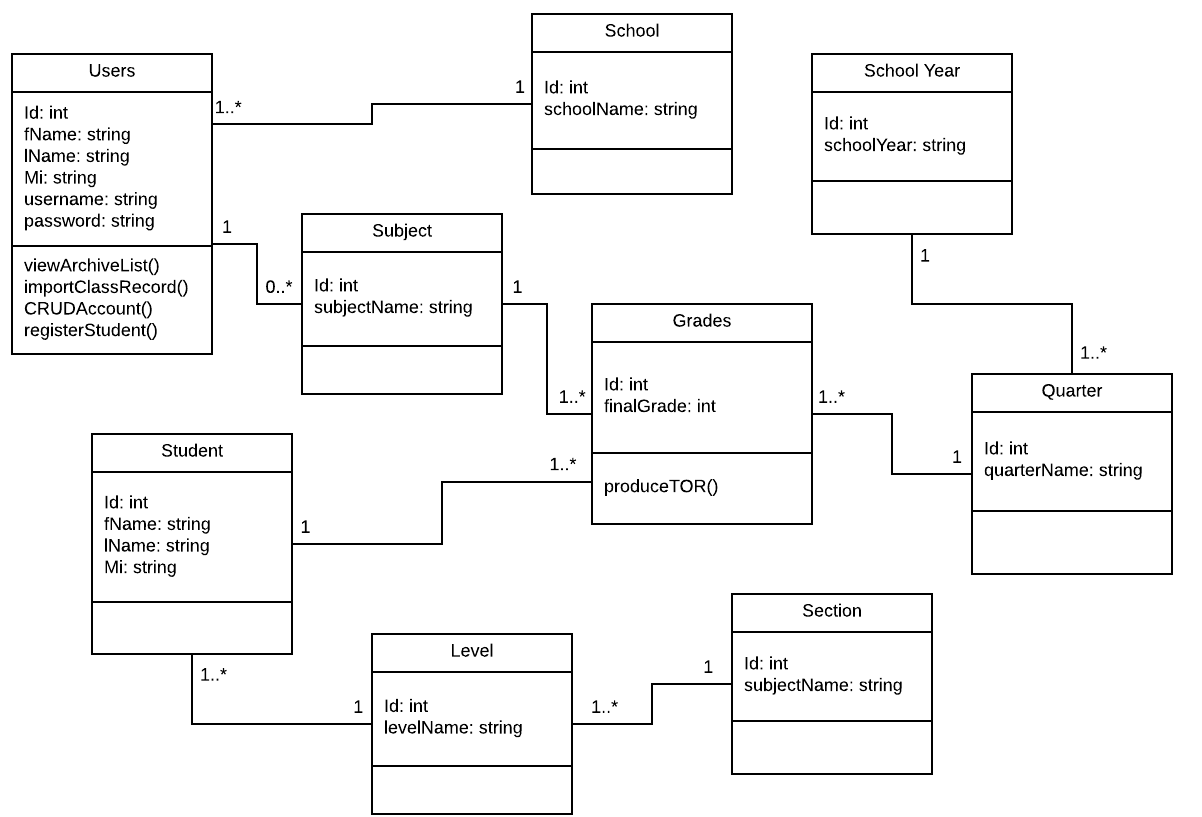 School
Id: int
schoolName: string
1
Users
Id: int
fName: string
lName: string
Mi: string
username: string
password: string
viewArchiveList()
importClassRecord()
CRUDAccount()
registerStudent()
1..*
1
School Year
Id: int
schoolYear: string
1
Subject
Id: int
subjectName: string
0..*
1
Grades
Id: int
finalGrade: int
produceTOR()
1..*
1..*
1..*
Quarter
Id: int
quarterName: string
1..*
1
Student
Id: int
fName: string
lName: string
Mi: string
1
1..*
Level
Id: int
levelName: string
1
1..*
Section
Id: int
subjectName: string
1